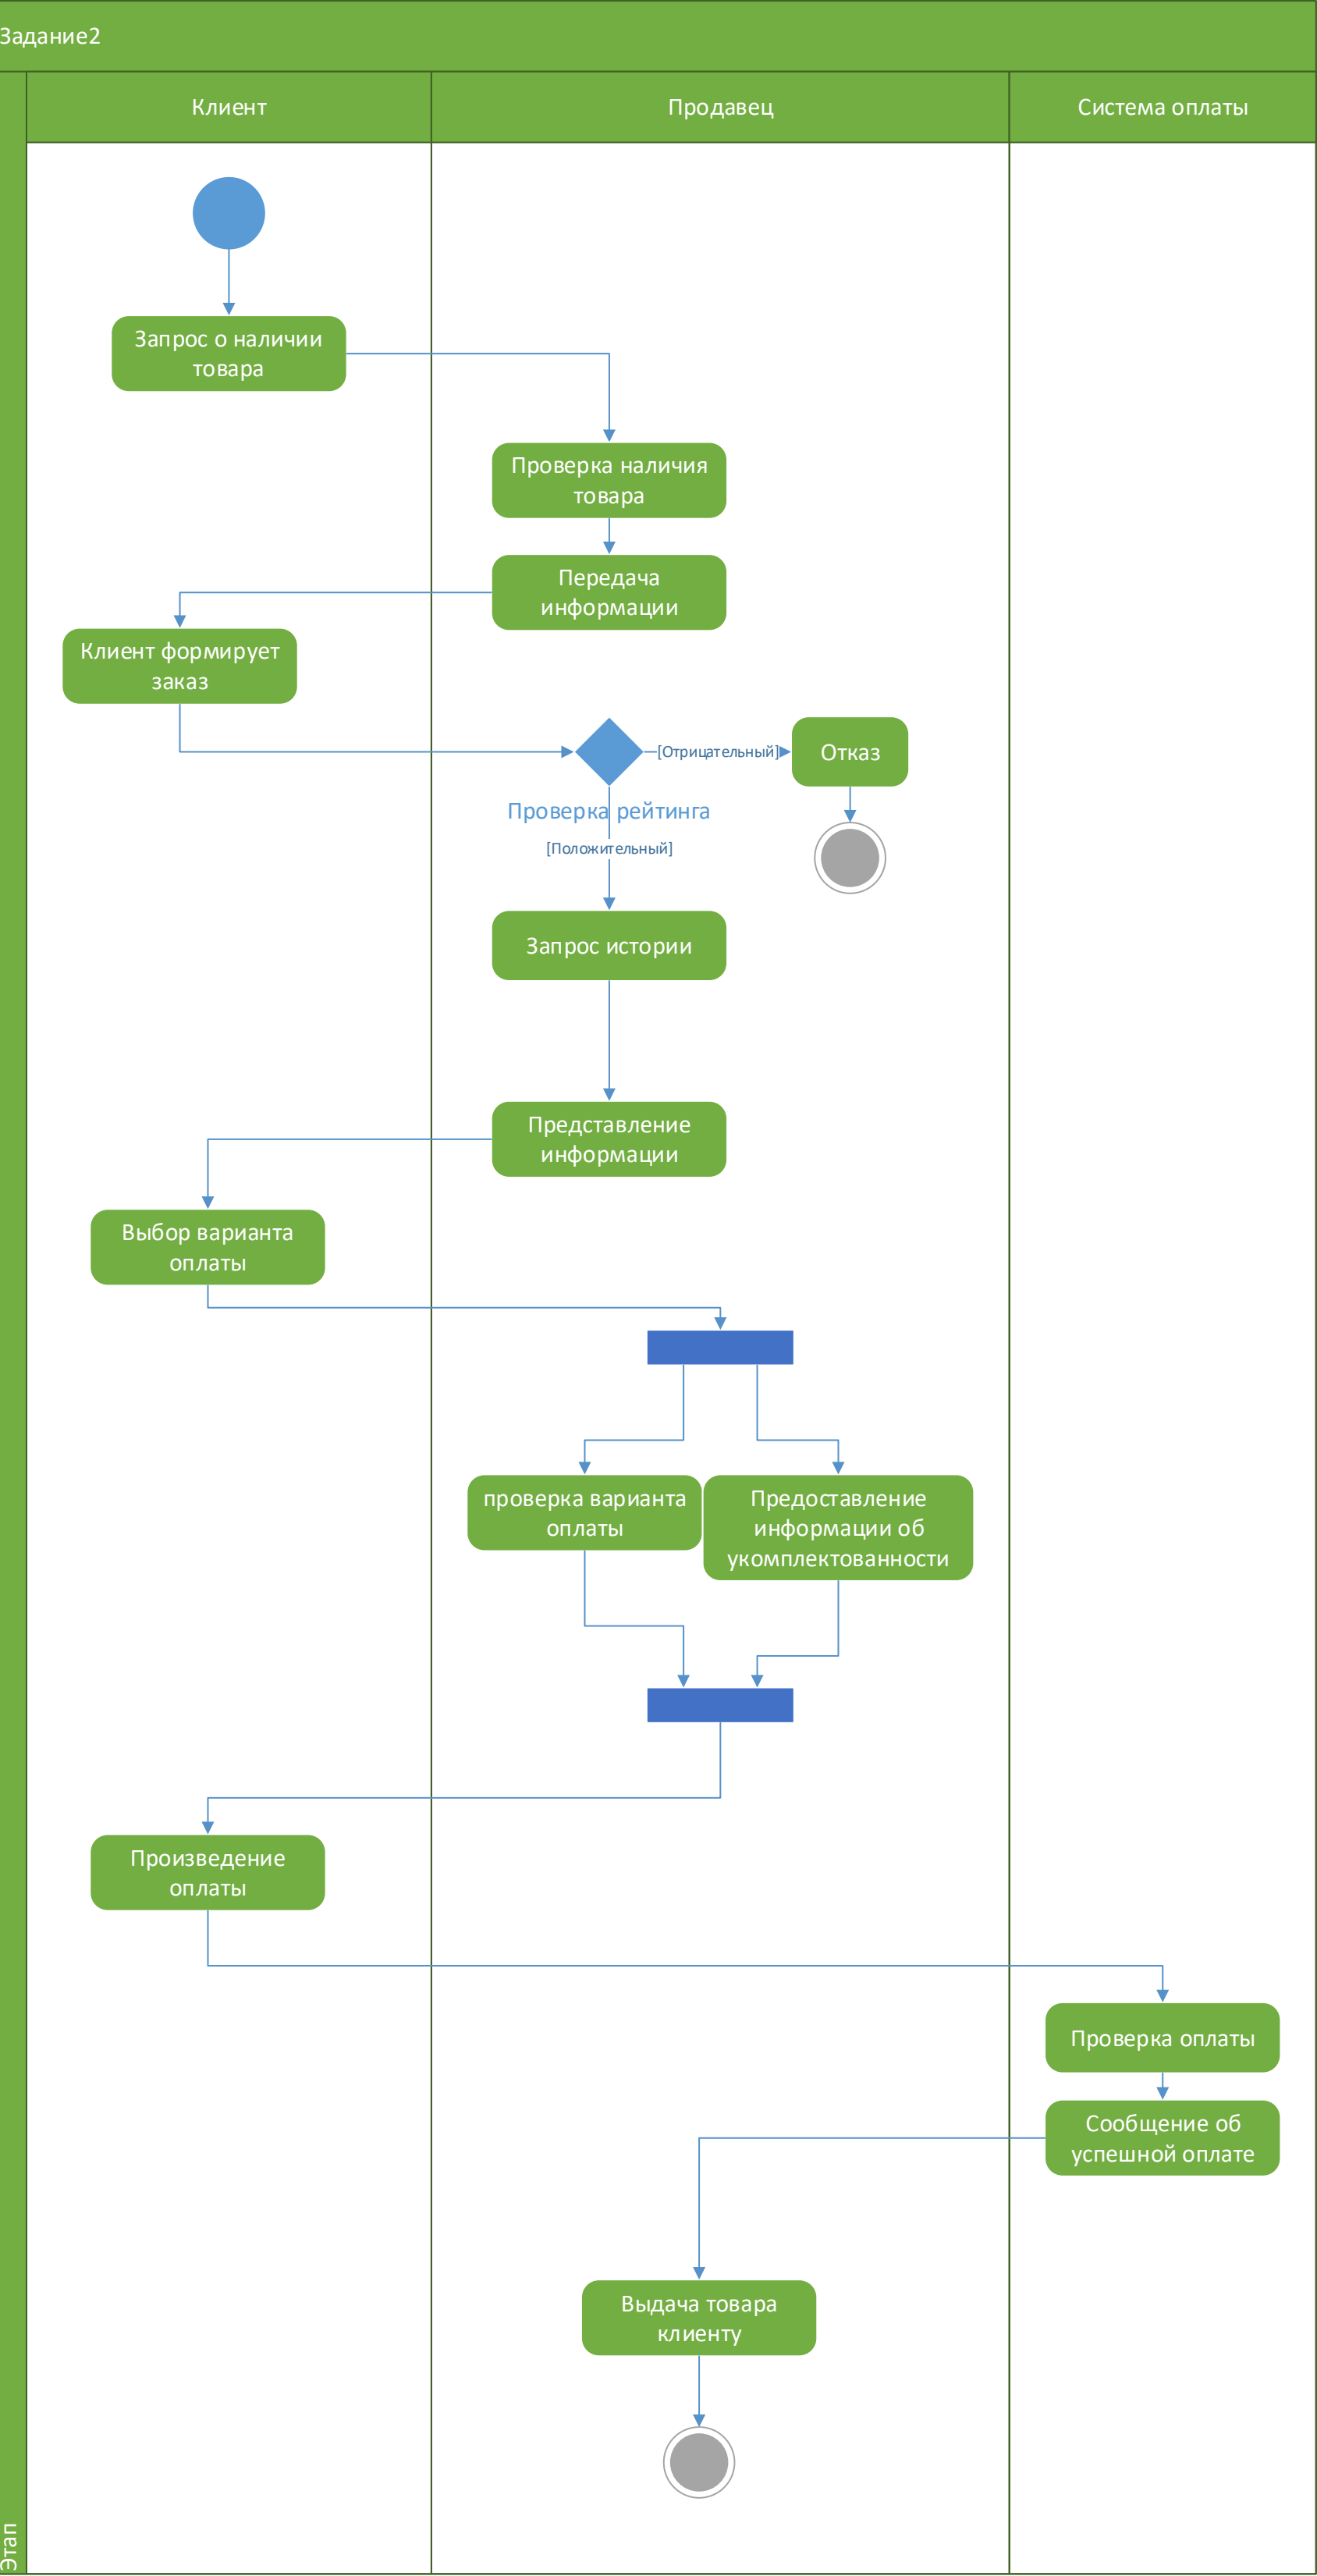 Задание2
Клиент
Продавец
Система оплаты
Запрос о наличии
товара
Проверка наличия
товара
Передача
информации
Клиент формирует
заказ
[Отрицательный]
Отказ
Проверка рейтинга
[Положительный]
Запрос истории
Представление
информации
Выбор варианта
оплаты
проверка варианта
оплаты
Предоставление
информации об
укомплектованности
Произведение
оплаты
Проверка оплаты
Сообщение об
успешной оплате
Выдача товара
клиенту
Этап